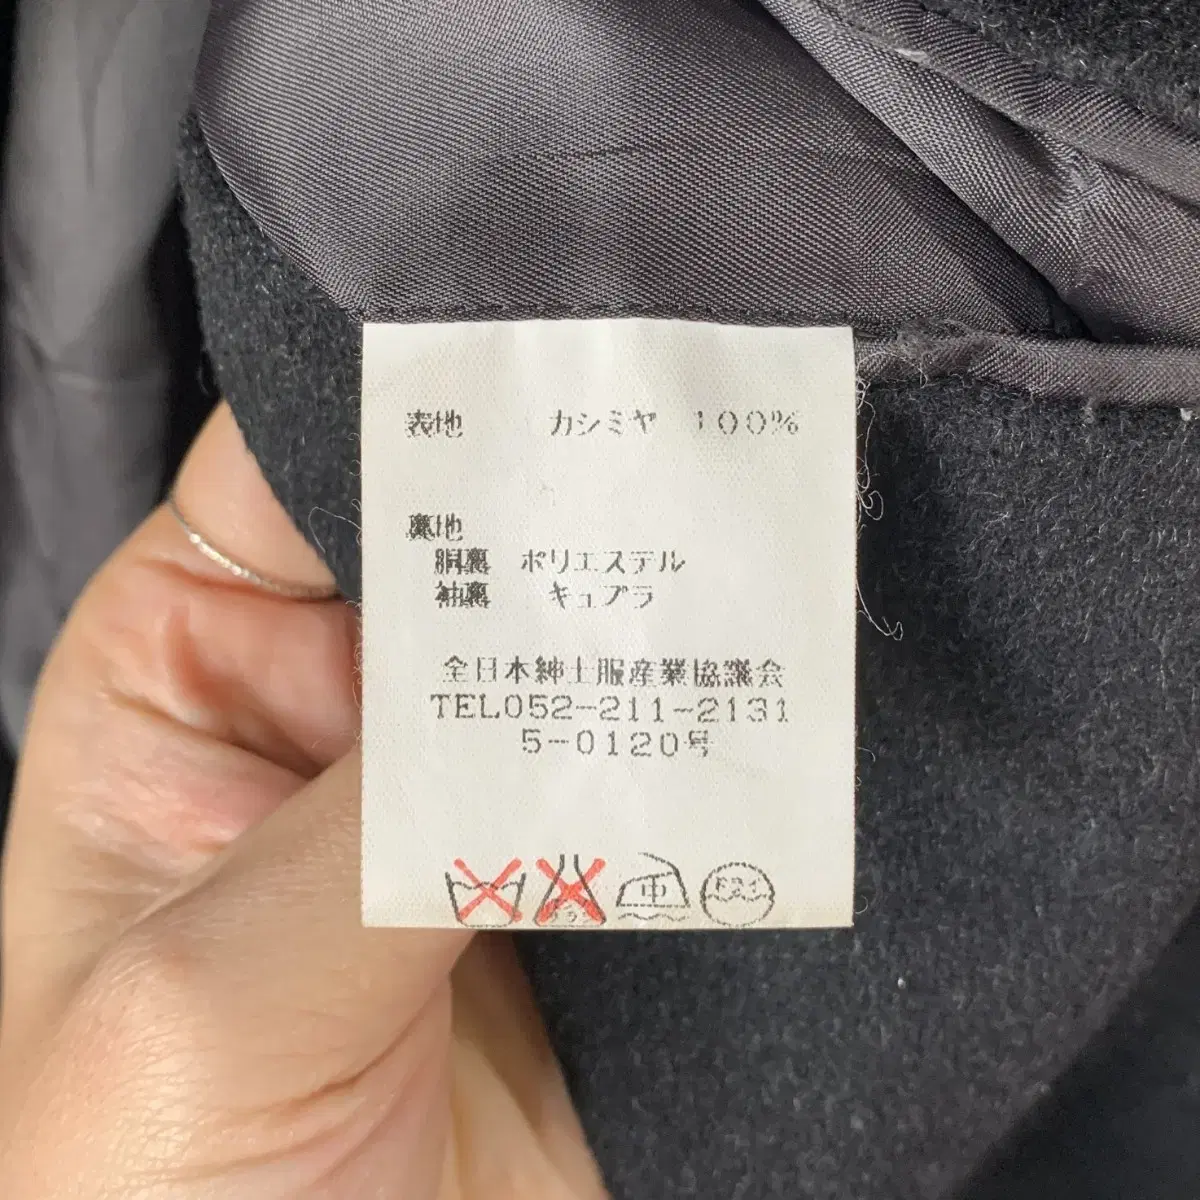 表地 カシミヤ 100%
裏地
胴裏 ポリエステル
袖裏 キュプラ
全日本紳士服産業協議会
TEL052-211-2131
5-0120号
中